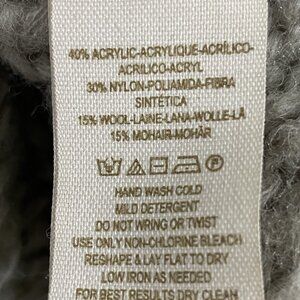 40% ACRYLIC-ACRYLIQUE-ACRÍLICO-
ACRILICO-ACRYL
30% NYLON-POLIAMIDA-FIBRA
SINTETICA
15% WOOL-LAINE-LANA-WOLLE-LÃ
15% MOHAIR-MOHÄR
HAND WASH COLD
MILD DETERGENT
DO NOT WRING OR TWIST
USE ONLY NON-CHLORINE BLEACH
RESHAPE & LAY FLAT TO DRY
LOW IRON AS NEEDED
FOR BEST RESULTS DRY CLEAN